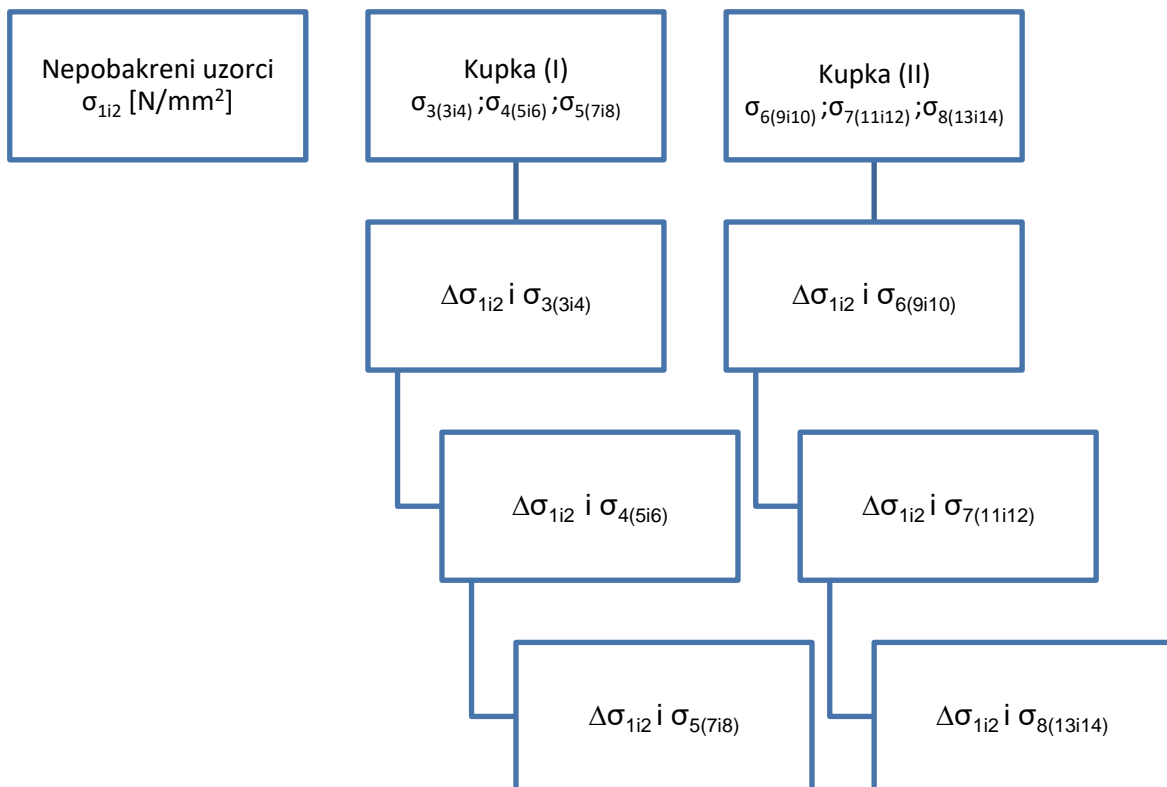 Nepobakreni uzorci
σ1i2 [N/mm²]
Kupka (I)
σ3(3i4) ;σ4(5i6) ;σ5(7i8)
Kupka (II)
σ6(9i10) ;σ7(11i12) ;σ8(13i14)
Δσ1i2 i σ3(3i4)
Δσ1i2 i σ6(9i10)
Δσ1i2 i σ4(5i6)
Δσ1i2 i σ7(11i12)
Δσ1i2 i σ5(7i8)
Δσ1i2 i σ8(13i14)